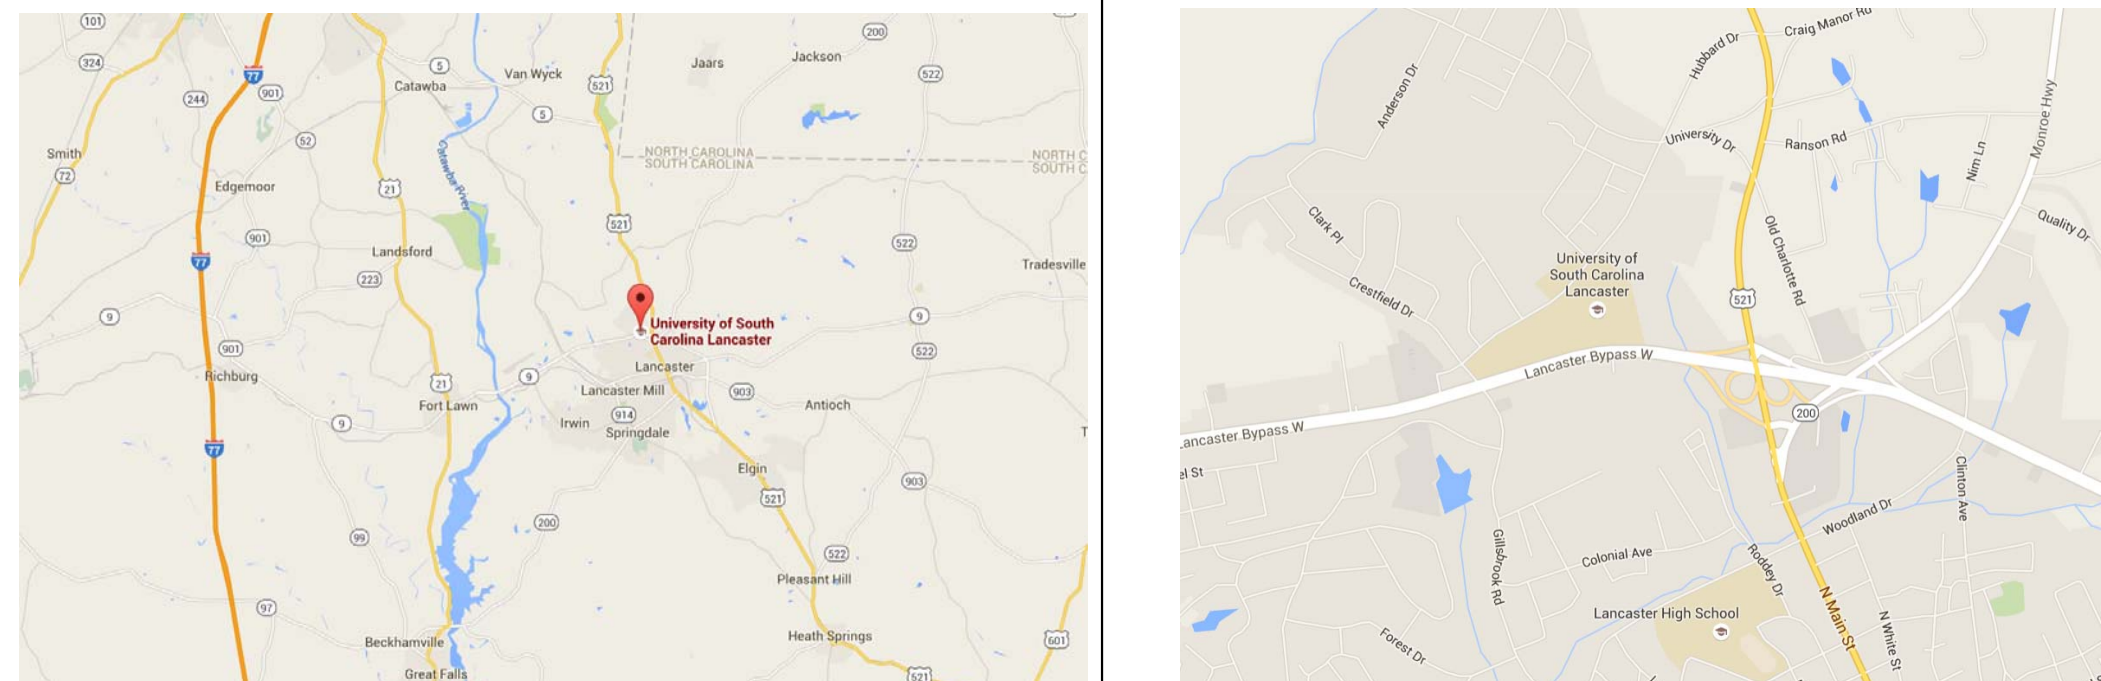 101
324
77
244
901
5
Catawba
Van Wyck
5
521
Jaars
Jackson
200
522
52
Smith
72
Edgemoor
21
Catawba River
NORTH CAROLINA
SOUTH CAROLINA
NORTH C
SOUTH C
521
901
77
Landsford
223
522
Tradesville
9
901
Richburg
University of South
Carolina Lancaster
9
522
Lancaster
21
9
Lancaster Mill
903
Fort Lawn
Antioch
914
Irwin
Springdale
9
77
T
Elgin
521
903
200
99
522
Pleasant Hill
97
Beckhamville
Heath Springs
601
Great Falls
521
Craig Manor Rd
Hubbard Dr
Anderson Dr
University Dr
Ranson Rd
Monroe Hwy
Nim Ln
Clark Pl
Old Charlotte Rd
Quality Dr
University of
South Carolina
Lancaster
Crestfield Dr
521
Lancaster Bypass W
200
Lancaster Bypass W
el St
Clinton Ave
Woodland Dr
Gillsbrook Rd
Colonial Ave
Roddey Dr
Lancaster High School
N Main St
N White St
Forest Dr